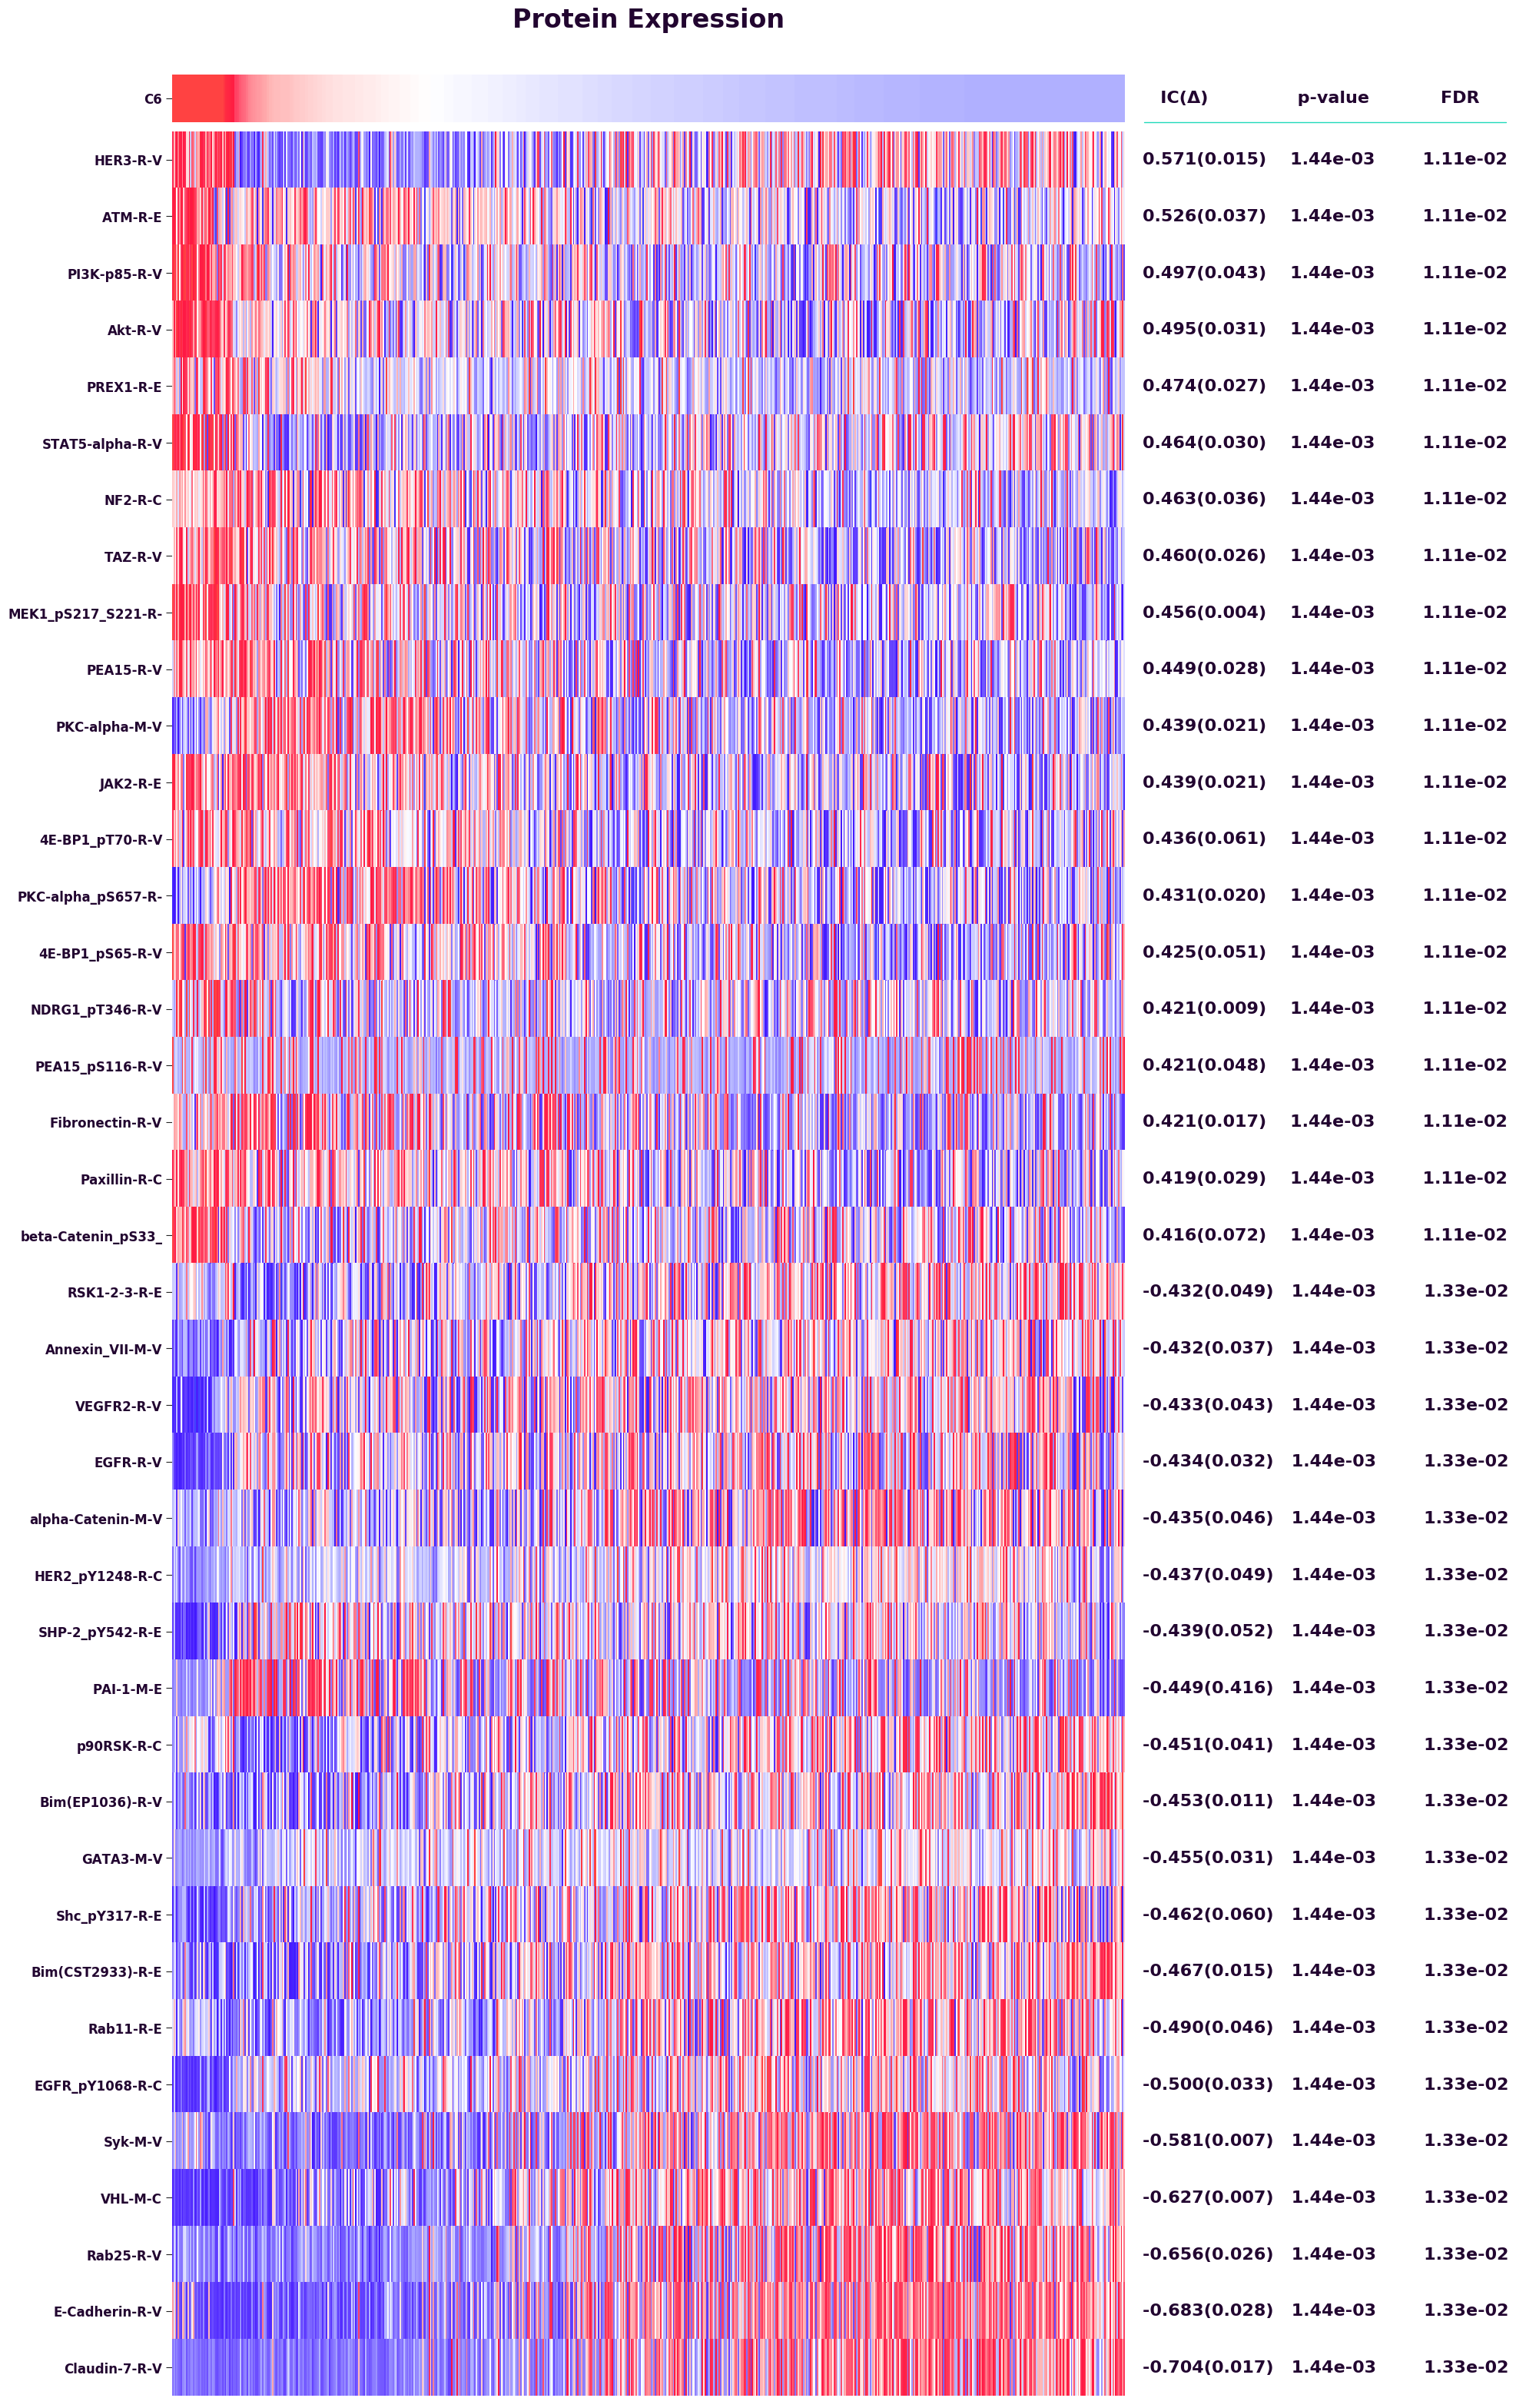 Protein Expression
C6 IC(Δ) p-value FDR
HER3-R-V 0.571(0.015) 1.44e-03 1.11e-02
ATM-R-E 0.526(0.037) 1.44e-03 1.11e-02
PI3K-p85-R-V 0.497(0.043) 1.44e-03 1.11e-02
Akt-R-V 0.495(0.031) 1.44e-03 1.11e-02
PREX1-R-E 0.474(0.027) 1.44e-03 1.11e-02
STAT5-alpha-R-V 0.464(0.030) 1.44e-03 1.11e-02
NF2-R-C 0.463(0.036) 1.44e-03 1.11e-02
TAZ-R-V 0.460(0.026) 1.44e-03 1.11e-02
MEK1_pS217_S221-R- 0.456(0.004) 1.44e-03 1.11e-02
PEA15-R-V 0.449(0.028) 1.44e-03 1.11e-02
PKC-alpha-M-V 0.439(0.021) 1.44e-03 1.11e-02
JAK2-R-E 0.439(0.021) 1.44e-03 1.11e-02
4E-BP1_pT70-R-V 0.436(0.061) 1.44e-03 1.11e-02
PKC-alpha_pS657-R- 0.431(0.020) 1.44e-03 1.11e-02
4E-BP1_pS65-R-V 0.425(0.051) 1.44e-03 1.11e-02
NDRG1_pT346-R-V 0.421(0.009) 1.44e-03 1.11e-02
PEA15_pS116-R-V 0.421(0.048) 1.44e-03 1.11e-02
Fibronectin-R-V 0.421(0.017) 1.44e-03 1.11e-02
Paxillin-R-C 0.419(0.029) 1.44e-03 1.11e-02
beta-Catenin_pS33_ 0.416(0.072) 1.44e-03 1.11e-02
RSK1-2-3-R-E -0.432(0.049) 1.44e-03 1.33e-02
Annexin_VII-M-V -0.432(0.037) 1.44e-03 1.33e-02
VEGFR2-R-V -0.433(0.043) 1.44e-03 1.33e-02
EGFR-R-V -0.434(0.032) 1.44e-03 1.33e-02
alpha-Catenin-M-V -0.435(0.046) 1.44e-03 1.33e-02
HER2_pY1248-R-C -0.437(0.049) 1.44e-03 1.33e-02
SHP-2_pY542-R-E -0.439(0.052) 1.44e-03 1.33e-02
PAI-1-M-E -0.449(0.416) 1.44e-03 1.33e-02
p90RSK-R-C -0.451(0.041) 1.44e-03 1.33e-02
Bim(EP1036)-R-V -0.453(0.011) 1.44e-03 1.33e-02
GATA3-M-V -0.455(0.031) 1.44e-03 1.33e-02
Shc_pY317-R-E -0.462(0.060) 1.44e-03 1.33e-02
Bim(CST2933)-R-E -0.467(0.015) 1.44e-03 1.33e-02
Rab11-R-E -0.490(0.046) 1.44e-03 1.33e-02
EGFR_pY1068-R-C -0.500(0.033) 1.44e-03 1.33e-02
Syk-M-V -0.581(0.007) 1.44e-03 1.33e-02
VHL-M-C -0.627(0.007) 1.44e-03 1.33e-02
Rab25-R-V -0.656(0.026) 1.44e-03 1.33e-02
E-Cadherin-R-V -0.683(0.028) 1.44e-03 1.33e-02
Claudin-7-R-V -0.704(0.017) 1.44e-03 1.33e-02